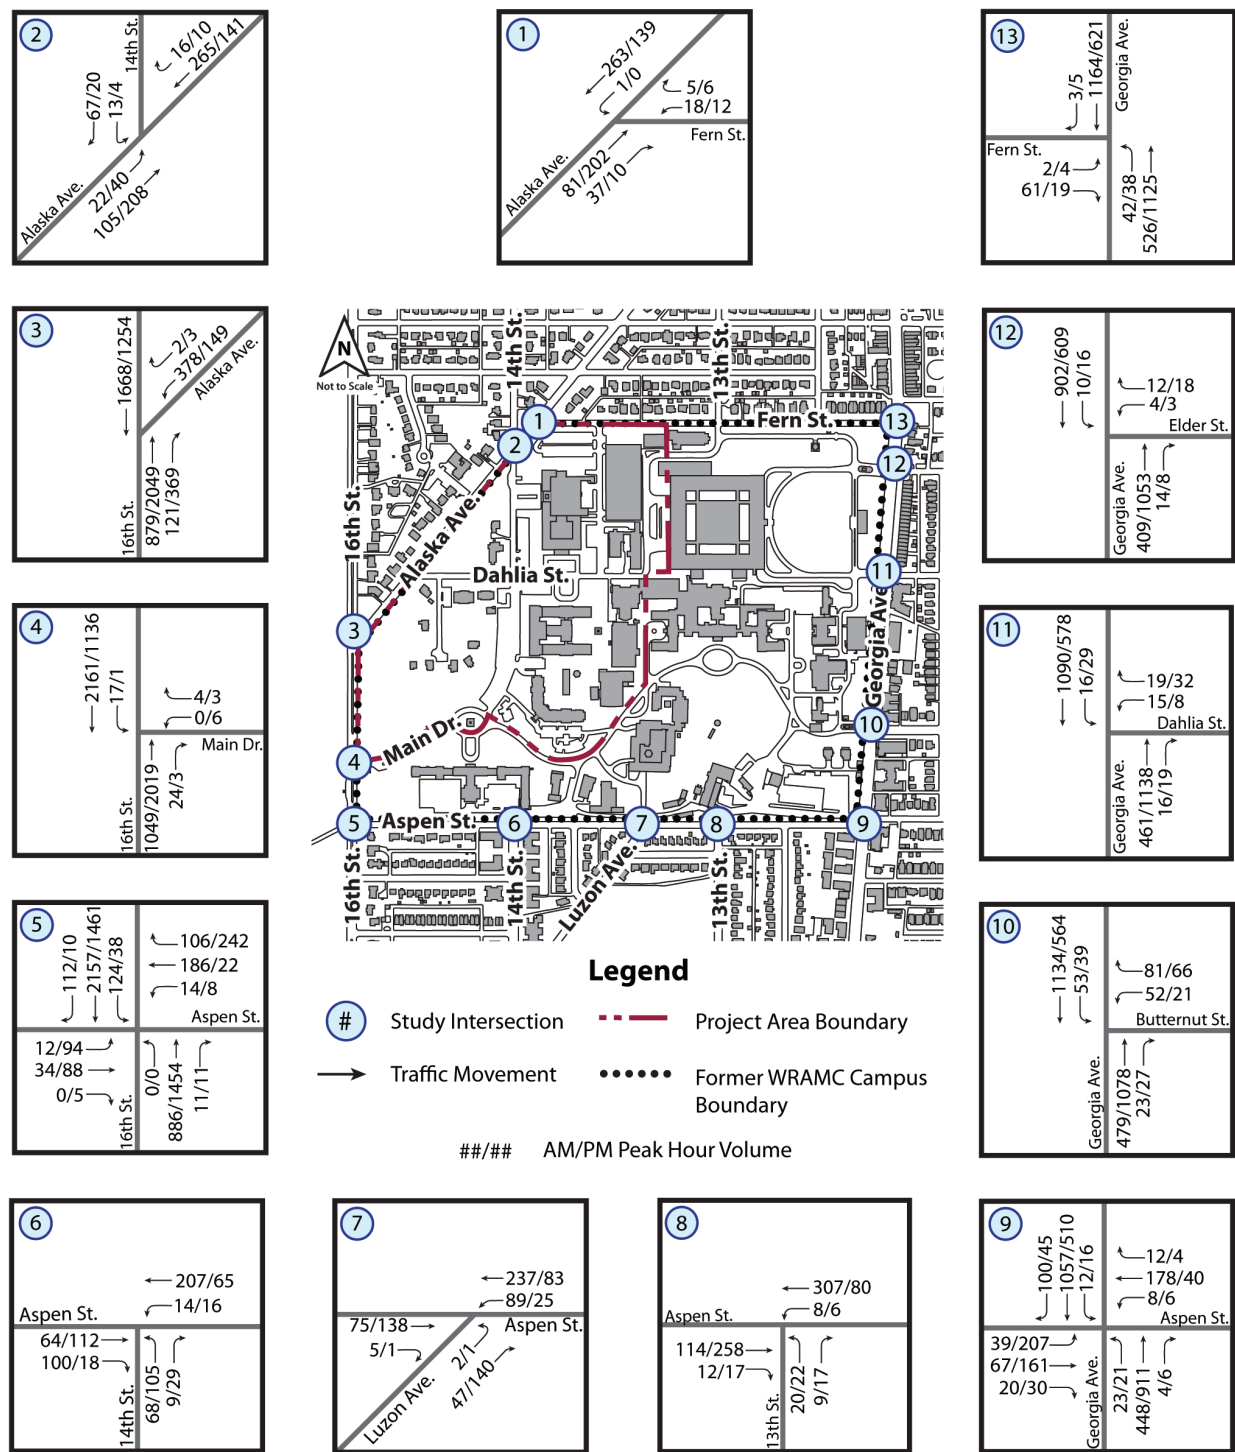 2
14th St.
16/10
265/141
67/20
13/4
Alaska Ave.
22/40
105/208
1
263/139
1/0
5/6
18/12
Fern St.
Alaska Ave.
81/202
37/10
13
Georgia Ave.
3/5
1164/621
Fern St.
2/4
61/19
42/38
526/1125
3
1668/1254
2/3
378/149
Alaska Ave.
16th St.
879/2049
121/369
12
902/609
10/16
12/18
4/3
Elder St.
Georgia Ave.
409/1053
14/8
4
2161/1136
17/1
4/3
0/6
Main Dr.
16th St.
1049/2019
24/3
11
1090/578
16/29
19/32
15/8
Dahlia St.
Georgia Ave.
461/1138
16/19
5
112/10
2157/1461
124/38
106/242
186/22
14/8
Aspen St.
12/94
34/88
0/5
16th St.
0/0
886/1454
11/11
10
1134/564
53/39
81/66
52/21
Butternut St.
Georgia Ave.
479/1078
23/27
N
Not to Scale
14th St.
13th St.
1
Fern St.
13
2
12
16th St.
Alaska Ave.
Dahlia St.
11
3
Georgia Ave.
Main Dr.
10
4
5
Aspen St.
6
7
8
9
16th St.
14th St.
Luzon Ave.
13th St.
Legend
# Study Intersection
Project Area Boundary
Traffic Movement
Former WRAMC Campus
Boundary
##/## AM/PM Peak Hour Volume
6
207/65
14/16
Aspen St.
64/112
100/18
14th St.
68/105
9/29
7
237/83
89/25
Aspen St.
75/138
5/1
Luzon Ave.
2/1
47/140
8
307/80
8/6
Aspen St.
114/258
12/17
13th St.
20/22
9/17
9
100/45
1057/510
12/16
12/4
178/40
8/6
Aspen St.
39/207
67/161
20/30
Georgia Ave.
23/21
448/911
4/6